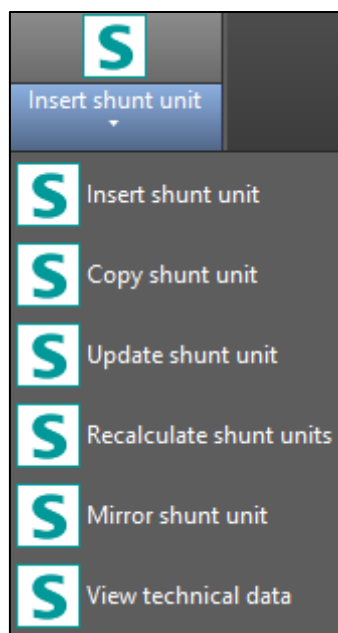 S
Insert shunt unit
S Insert shunt unit
S Copy shunt unit
S Update shunt unit
S Recalculate shunt units
S Mirror shunt unit
S View technical data